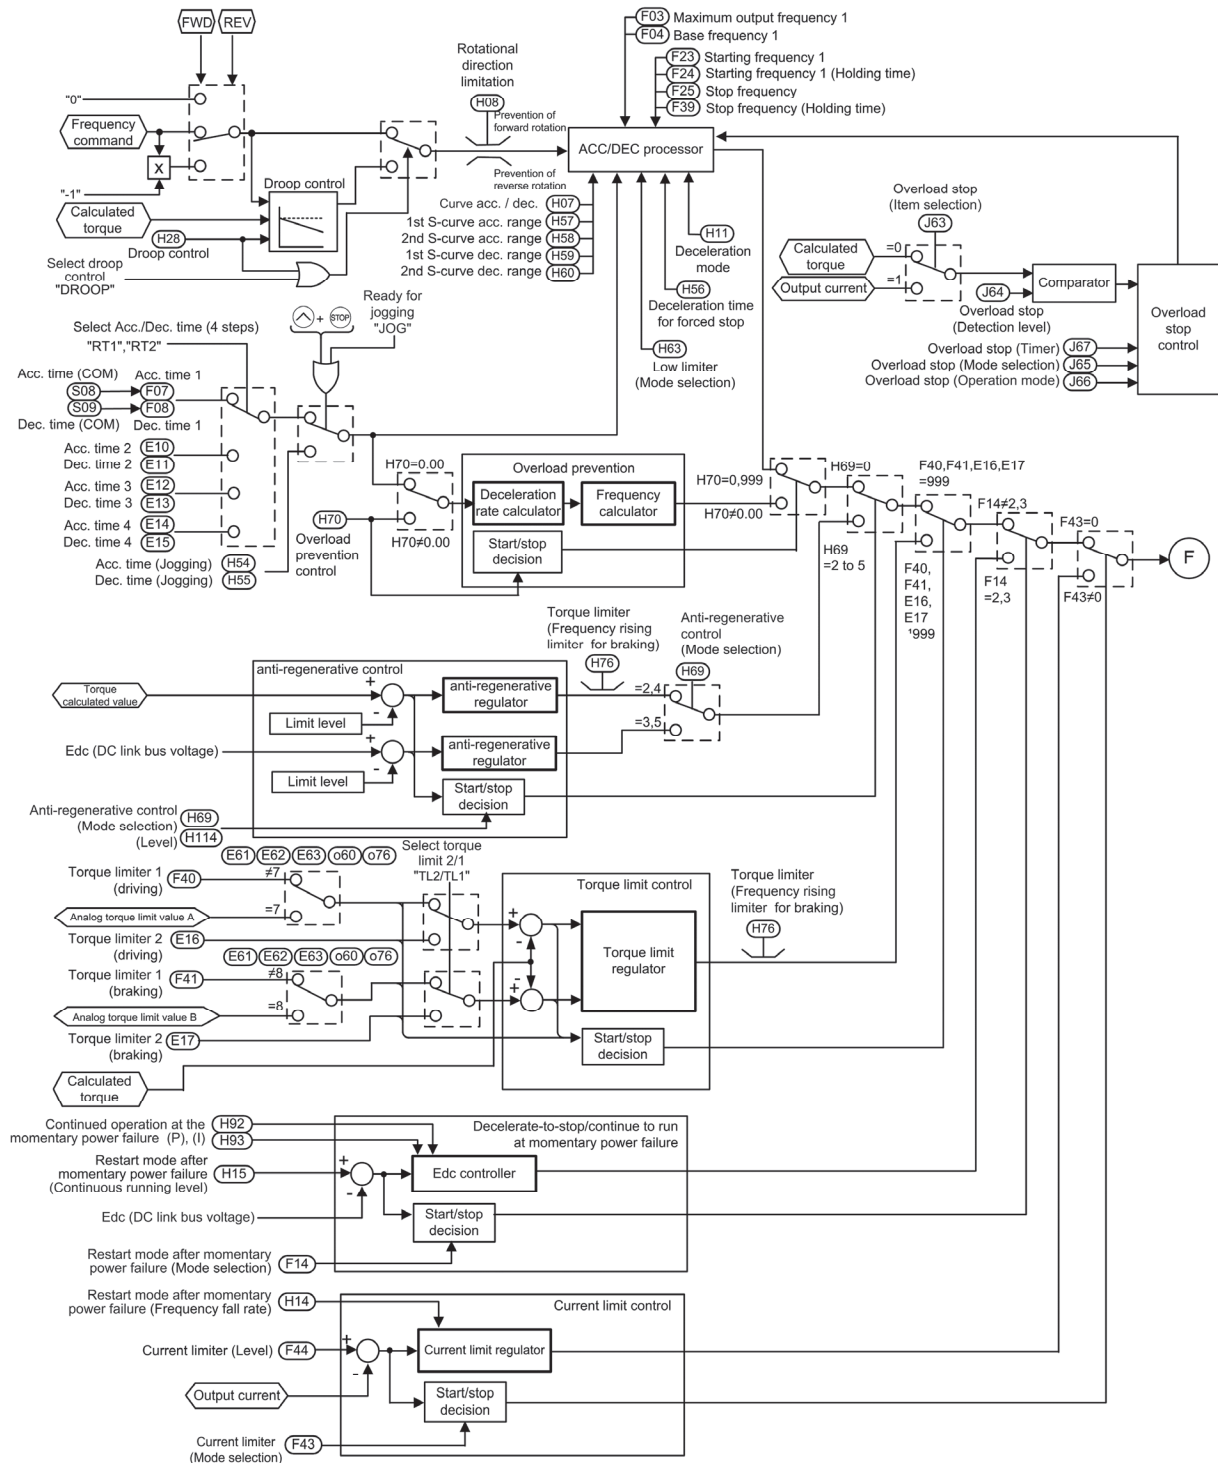 FWD REV
F03 Maximum output frequency 1
F04 Base frequency 1
F23 Starting frequency 1
F24 Starting frequency 1 (Holding time)
F25 Stop frequency
F39 Stop frequency (Holding time)
Rotational
direction
limitation
H08
Prevention of
forward rotation
Prevention of
reverse rotation
"0"
Frequency
command
X
"-1"
Calculated
torque
H28
Droop control
Select droop
control
"DROOP"
Droop control
ACC/DEC processor
Curve acc. / dec. H07
1st S-curve acc. range H57
2nd S-curve acc. range H58
1st S-curve dec. range H59
2nd S-curve dec. range H60
H11
Deceleration
mode
H56
Deceleration time
for forced stop
H63
Low limiter
(Mode selection)
Overload stop
(Item selection)
J63
Calculated
torque
=0
Output current
=1
J64
Overload stop
(Detection level)
Comparator
Overload
stop
control
Overload stop (Timer) J67
Overload stop (Mode selection) J65
Overload stop (Operation mode) J66
+ STOP
Ready for
jogging
"JOG"
Select Acc./Dec. time (4 steps)
"RT1","RT2"
Acc. time (COM) Acc. time 1
S08 F07
S09 F08
Dec. time (COM) Dec. time 1
Acc. time 2 E10
Dec. time 2 E11
Acc. time 3 E12
Dec. time 3 E13
Acc. time 4 E14
Dec. time 4 E15
Acc. time (Jogging) H54
Dec. time (Jogging) H55
H70
Overload
prevention
control
H70=0.00
H70≠0.00
Overload prevention
Deceleration
rate calculator
Frequency
calculator
Start/stop
decision
H70=0,999
H70≠0.00
H69=0
H69
=2 to 5
F40,F41,E16,E17
=999
F40,
F41,
E16,
E17
¹999
F14≠2,3
F14
=2,3
F43=0
F43≠0
F
anti-regenerative control
Torque
calculated value
+
-
Limit level
anti-regenerative
regulator
Edc (DC link bus voltage)
+
-
Limit level
anti-regenerative
regulator
Start/stop
decision
Torque limiter
(Frequency rising
limiter for braking)
H76
Anti-regenerative
control
(Mode selection)
H69
=2,4
=3,5
Anti-regenerative control
(Mode selection) H69
(Level) H114
E61 E62 E63 o60 o76
Select torque
limit 2/1
"TL2/TL1"
Torque limiter 1
(driving)
F40
≠7
Analog torque limit value A
=7
Torque limiter 2
(driving)
E16
E61 E62 E63 o60 o76
Torque limiter 1
(braking)
F41
≠8
Analog torque limit value B
=8
Torque limiter 2
(braking)
E17
Calculated
torque
Torque limit control
+
-
-
+
Torque limit
regulator
Start/stop
decision
Torque limiter
(Frequency rising
limiter for braking)
H76
Continued operation at the
momentary power failure (P), (I)
H92
H93
Restart mode after
momentary power failure
(Continuous running level)
H15
+
-
Edc (DC link bus voltage)
Restart mode after momentary
power failure (Mode selection)
F14
Decelerate-to-stop/continue to run
at momentary power failure
Edc controller
Start/stop
decision
Restart mode after momentary
power failure (Frequency fall rate)
H14
Current limit control
Current limiter (Level) F44
+
-
Current limit regulator
Output current
Start/stop
decision
Current limiter
(Mode selection)
F43